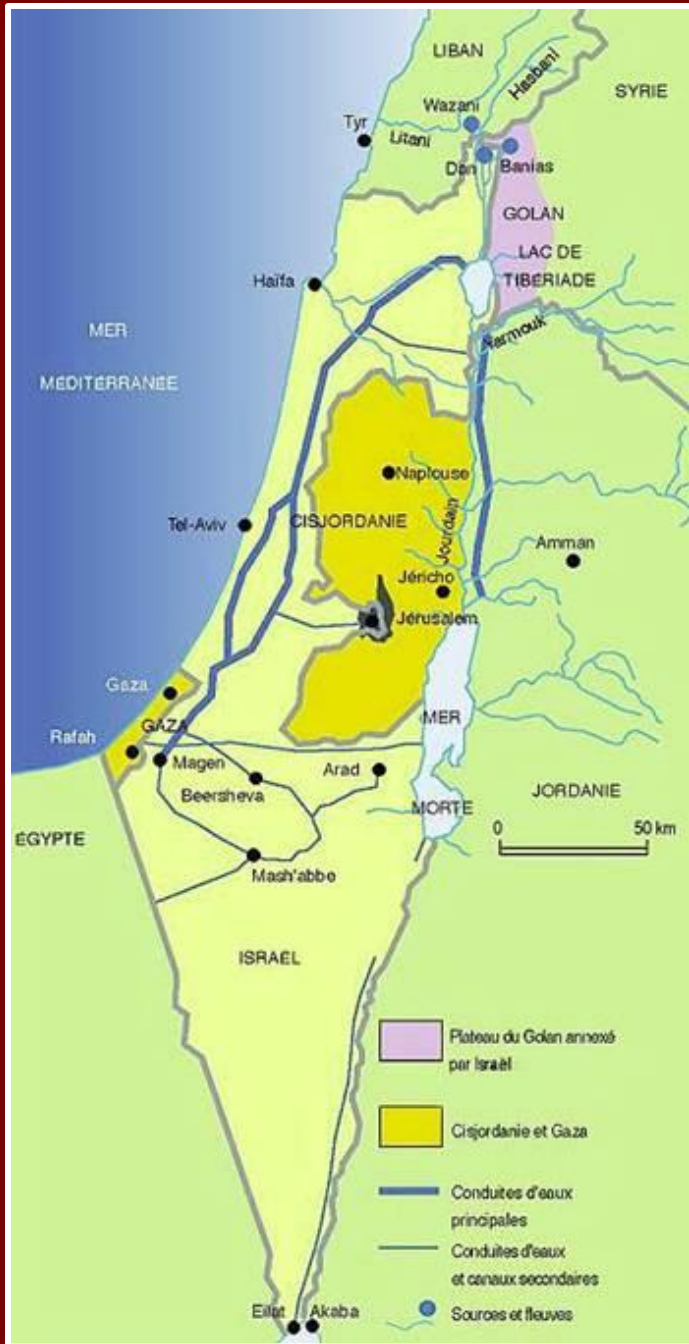 LIBAN
Hasbani
Wazani
SYRIE
Tyr
Litani
Dan
Banias
GOLAN
LAC DE
TIBÉRIADE
Haïfa
Yarmouk
MER
MÉDITERRANÉE
Naplouse
Tel-Aviv
CISJORDANIE
Jourdain
Amman
Jéricho
Jérusalem
Gaza
GAZA
MER
Rafah
Magen
Arad
Beersheva
MORTE
JORDANIE
0 50 km
ÉGYPTE
Mash'abbe
ISRAËL
Plateau du Golan annexé
par Israël
Cisjordanie et Gaza
Conduites d'eaux
principales
Conduites d'eaux
et canaux secondaires
Sources et fleuves
Eilat
Akaba